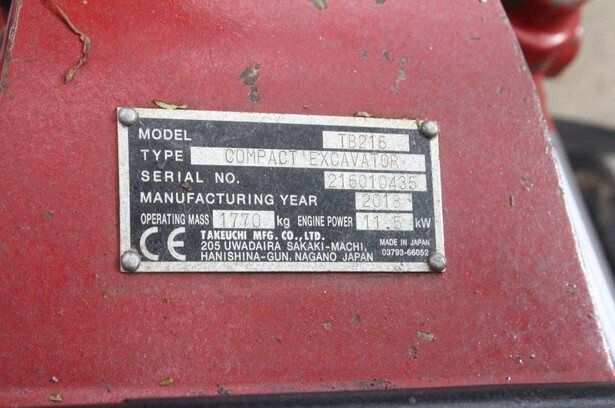 MODEL TB216
TYPE COMPACT EXCAVATOR
SERIAL NO. 216010435
MANUFACTURING YEAR 2018
OPERATING MASS 1770 kg ENGINE POWER 11.5 kW
CE TAKEUCHI MFG. CO., LTD. MADE IN JAPAN
205 UWADAIRA SAKAKI-MACHI, 03793-66052
HANISHINA-GUN, NAGANO JAPAN